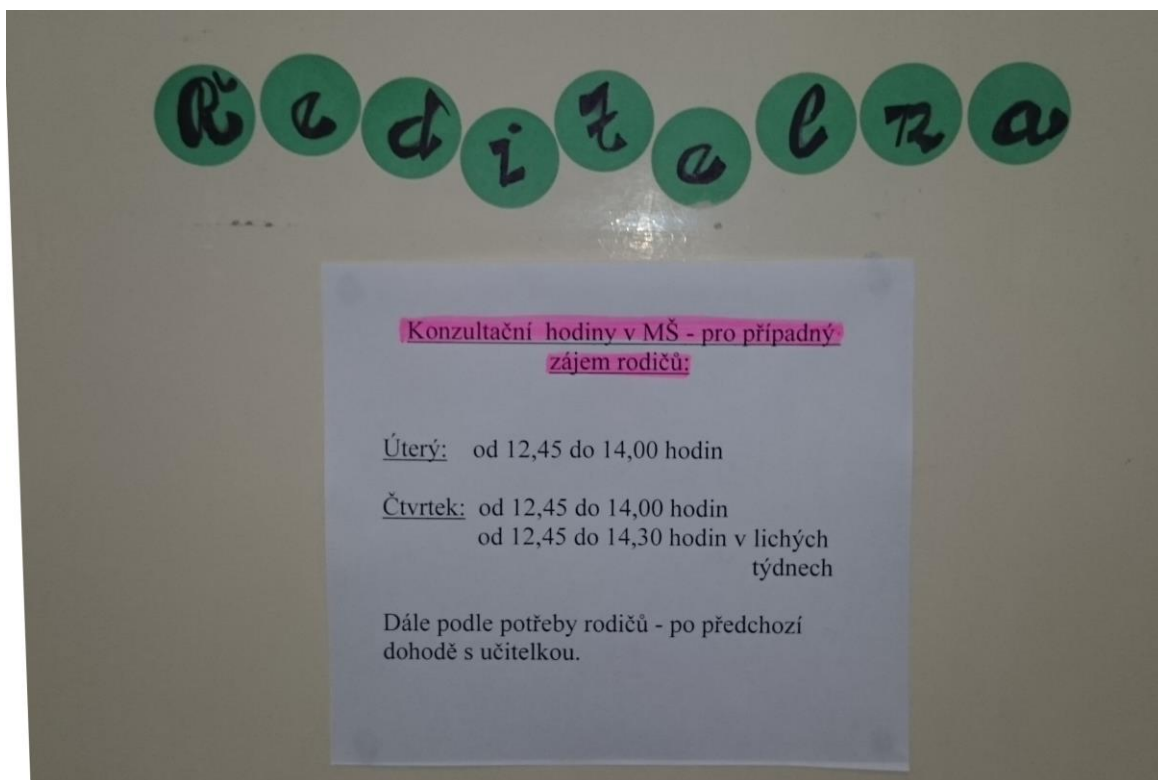 Ředitelna
Konzultační hodiny v MŠ - pro případný
zájem rodičů:
Úterý: od 12,45 do 14,00 hodin
Čtvrtek: od 12,45 do 14,00 hodin
od 12,45 do 14,30 hodin v lichých
týdnech
Dále podle potřeby rodičů - po předchozí
dohodě s učitelkou.